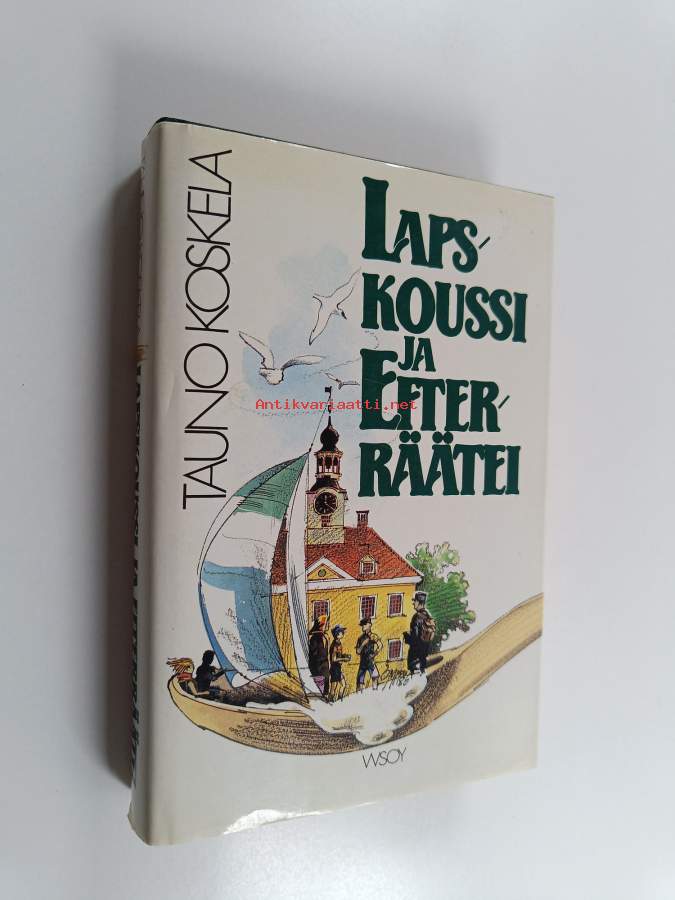 TAUNO KOSKELA
LAPS-
KOUSSI
JA
EFTER-
RÄÄTEI
Antikvariaatti.net
WSOY